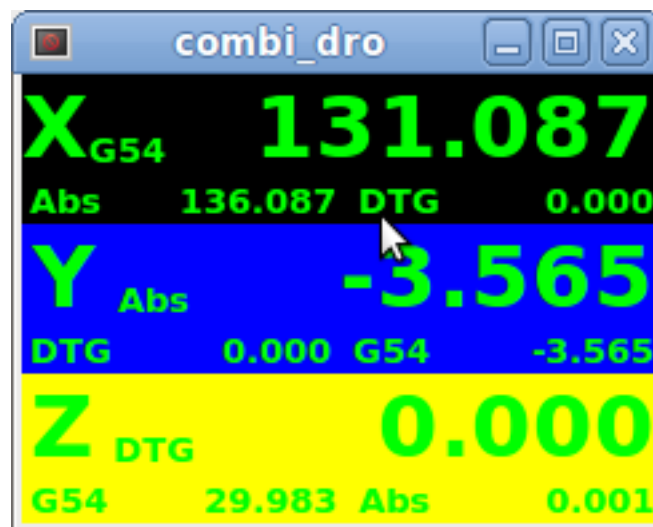 combi_dro
X G54 131.087
Abs 136.087 DTG 0.000
Y Abs -3.565
DTG 0.000 G54 -3.565
Z DTG 0.000
G54 29.983 Abs 0.001